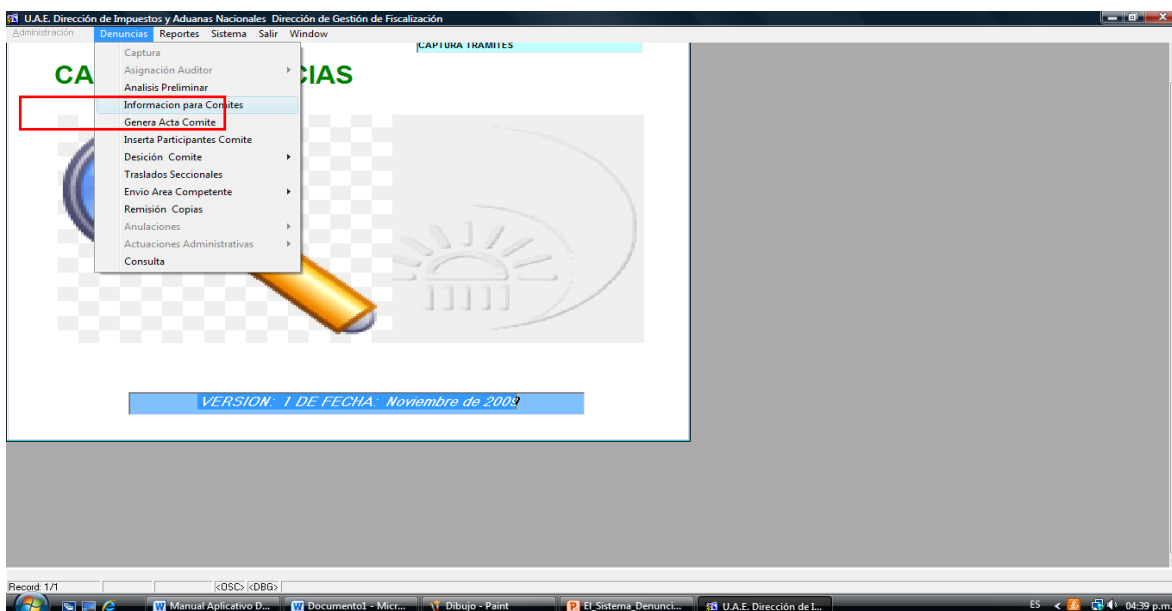 U.A.E. Dirección de Impuestos y Aduanas Nacionales Dirección de Gestión de Fiscalización
Administración Denuncias Reportes Sistema Salir Window
CAPTURA TRAMITES
CA
CIAS
Captura
Asignación Auditor
Analisis Preliminar
Informacion para Comites
Genera Acta Comite
Inserta Participantes Comite
Desición Comite
Traslados Seccionales
Envio Area Competente
Remisión Copias
Anulaciones
Actuaciones Administrativas
Consulta
VERSION: 1 DE FECHA: Noviembre de 2009
Record: 1/1 <OSC> <DBG>
Manual Aplicativo D... Documento1 - Micr... Dibujo - Paint El_Sistema_Denunci... U.A.E. Dirección de I... ES 04:39 p.m.